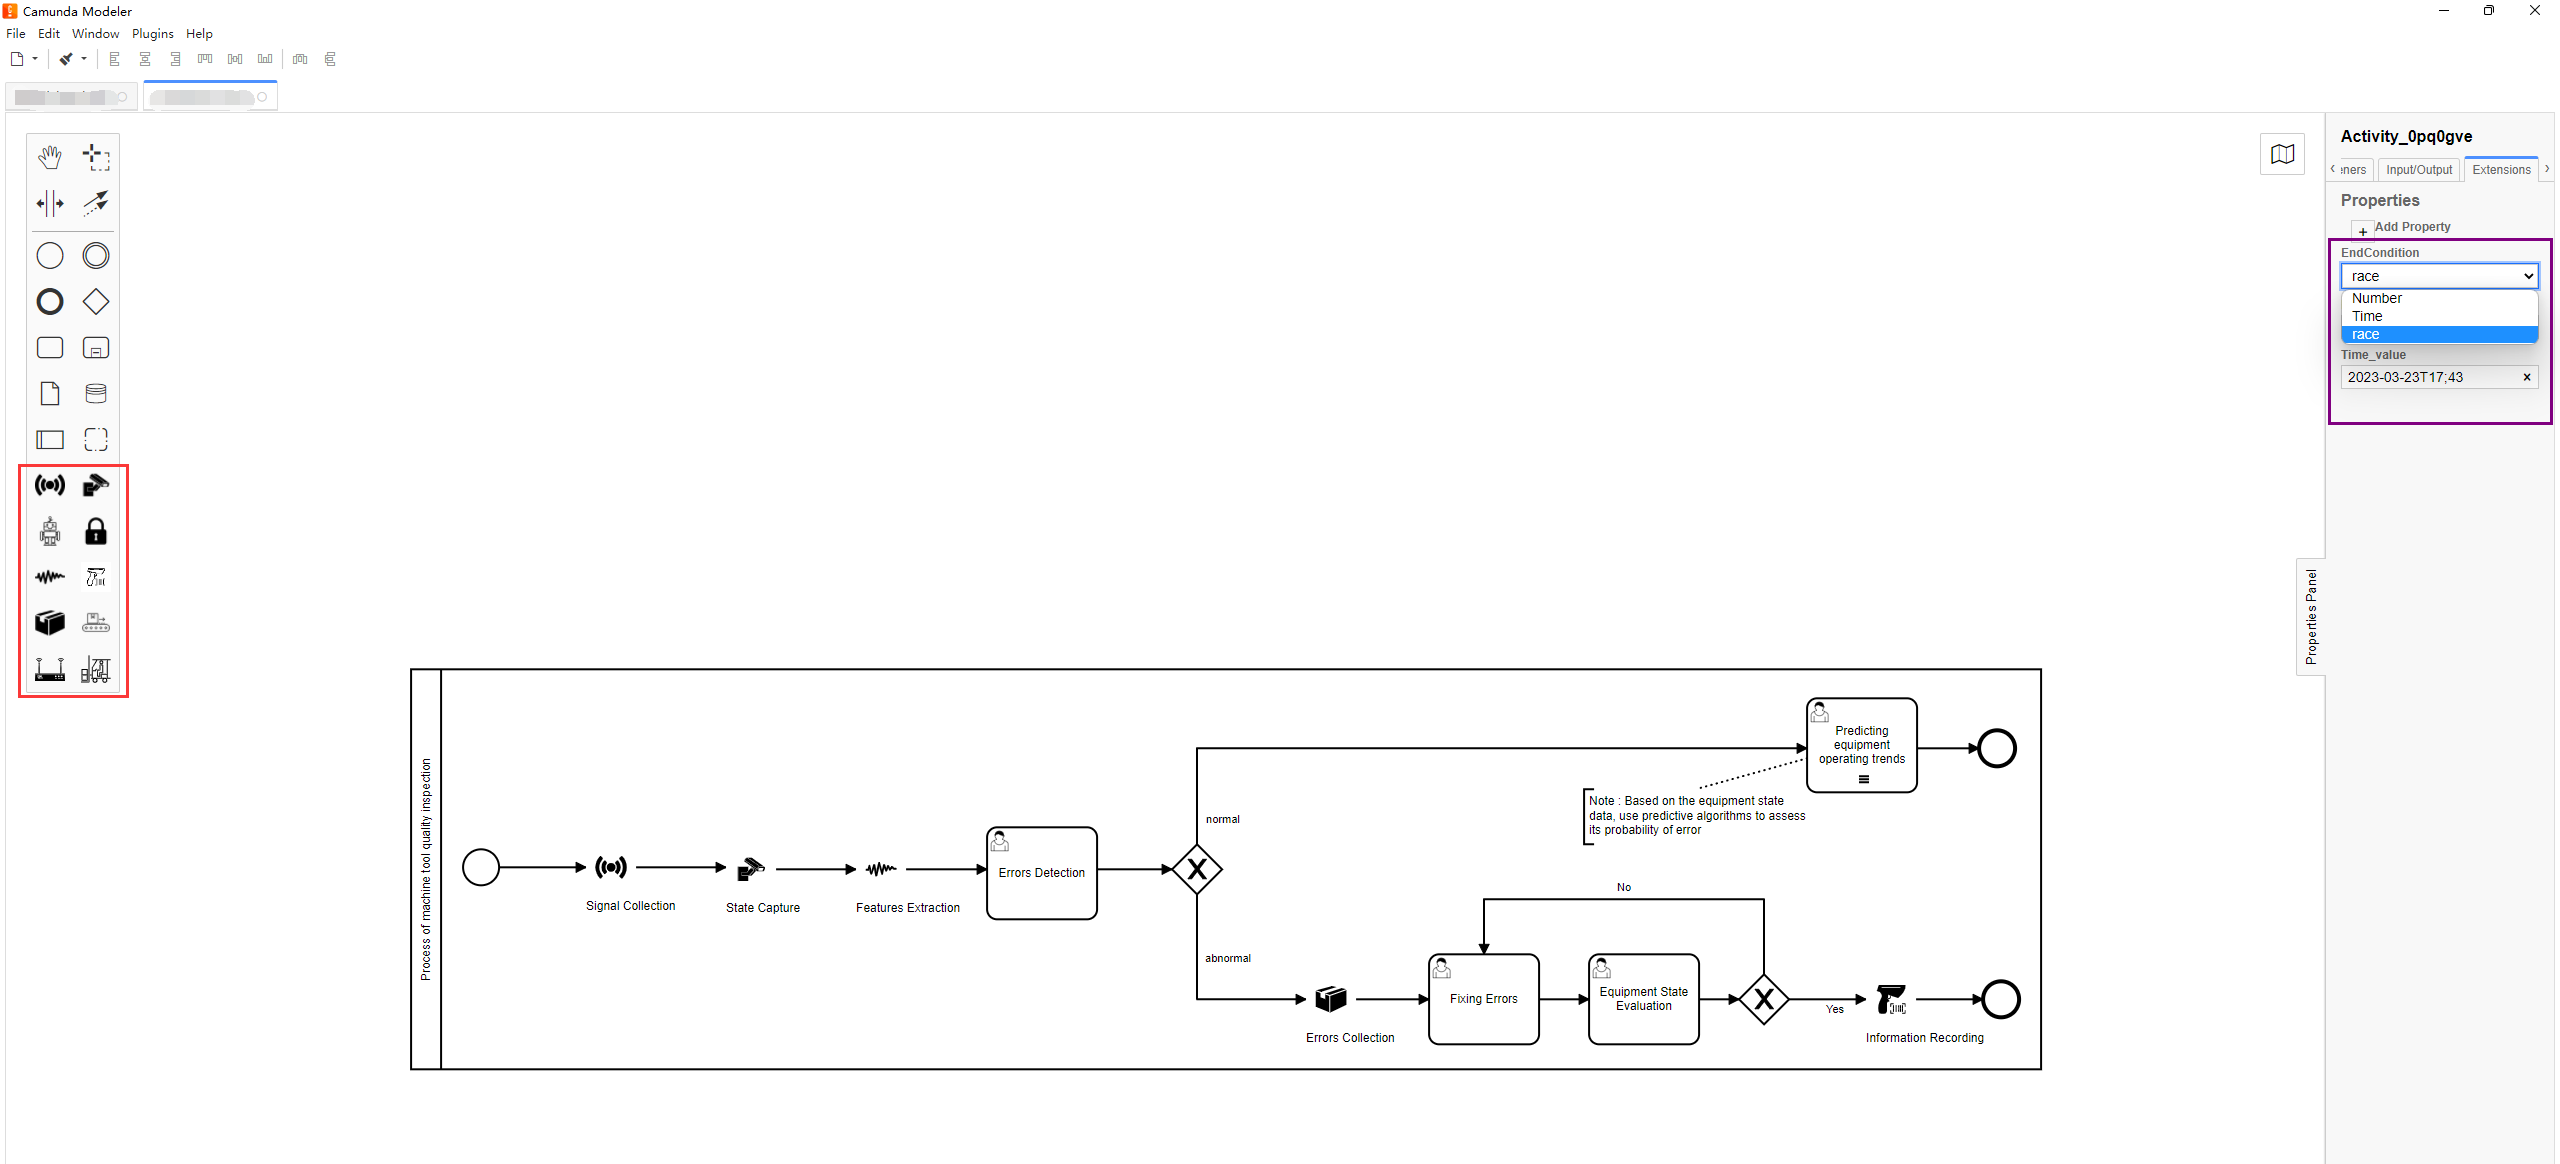 Camunda Modeler
File Edit Window Plugins Help
Activity_0pq0gve
eners Input/Output Extensions
Properties
+ Add Property
EndCondition
race
Number
Time
race
Time_value
2023-03-23T17;43 ×
Properties Panel
Process of machine tool quality inspection
Signal Collection
State Capture
Features Extraction
Errors Detection
normal
abnormal
Predicting
equipment
operating trends
Note : Based on the equipment state
data, use predictive algorithms to assess
its probability of error
No
Errors Collection
Fixing Errors
Equipment State
Evaluation
Yes
Information Recording